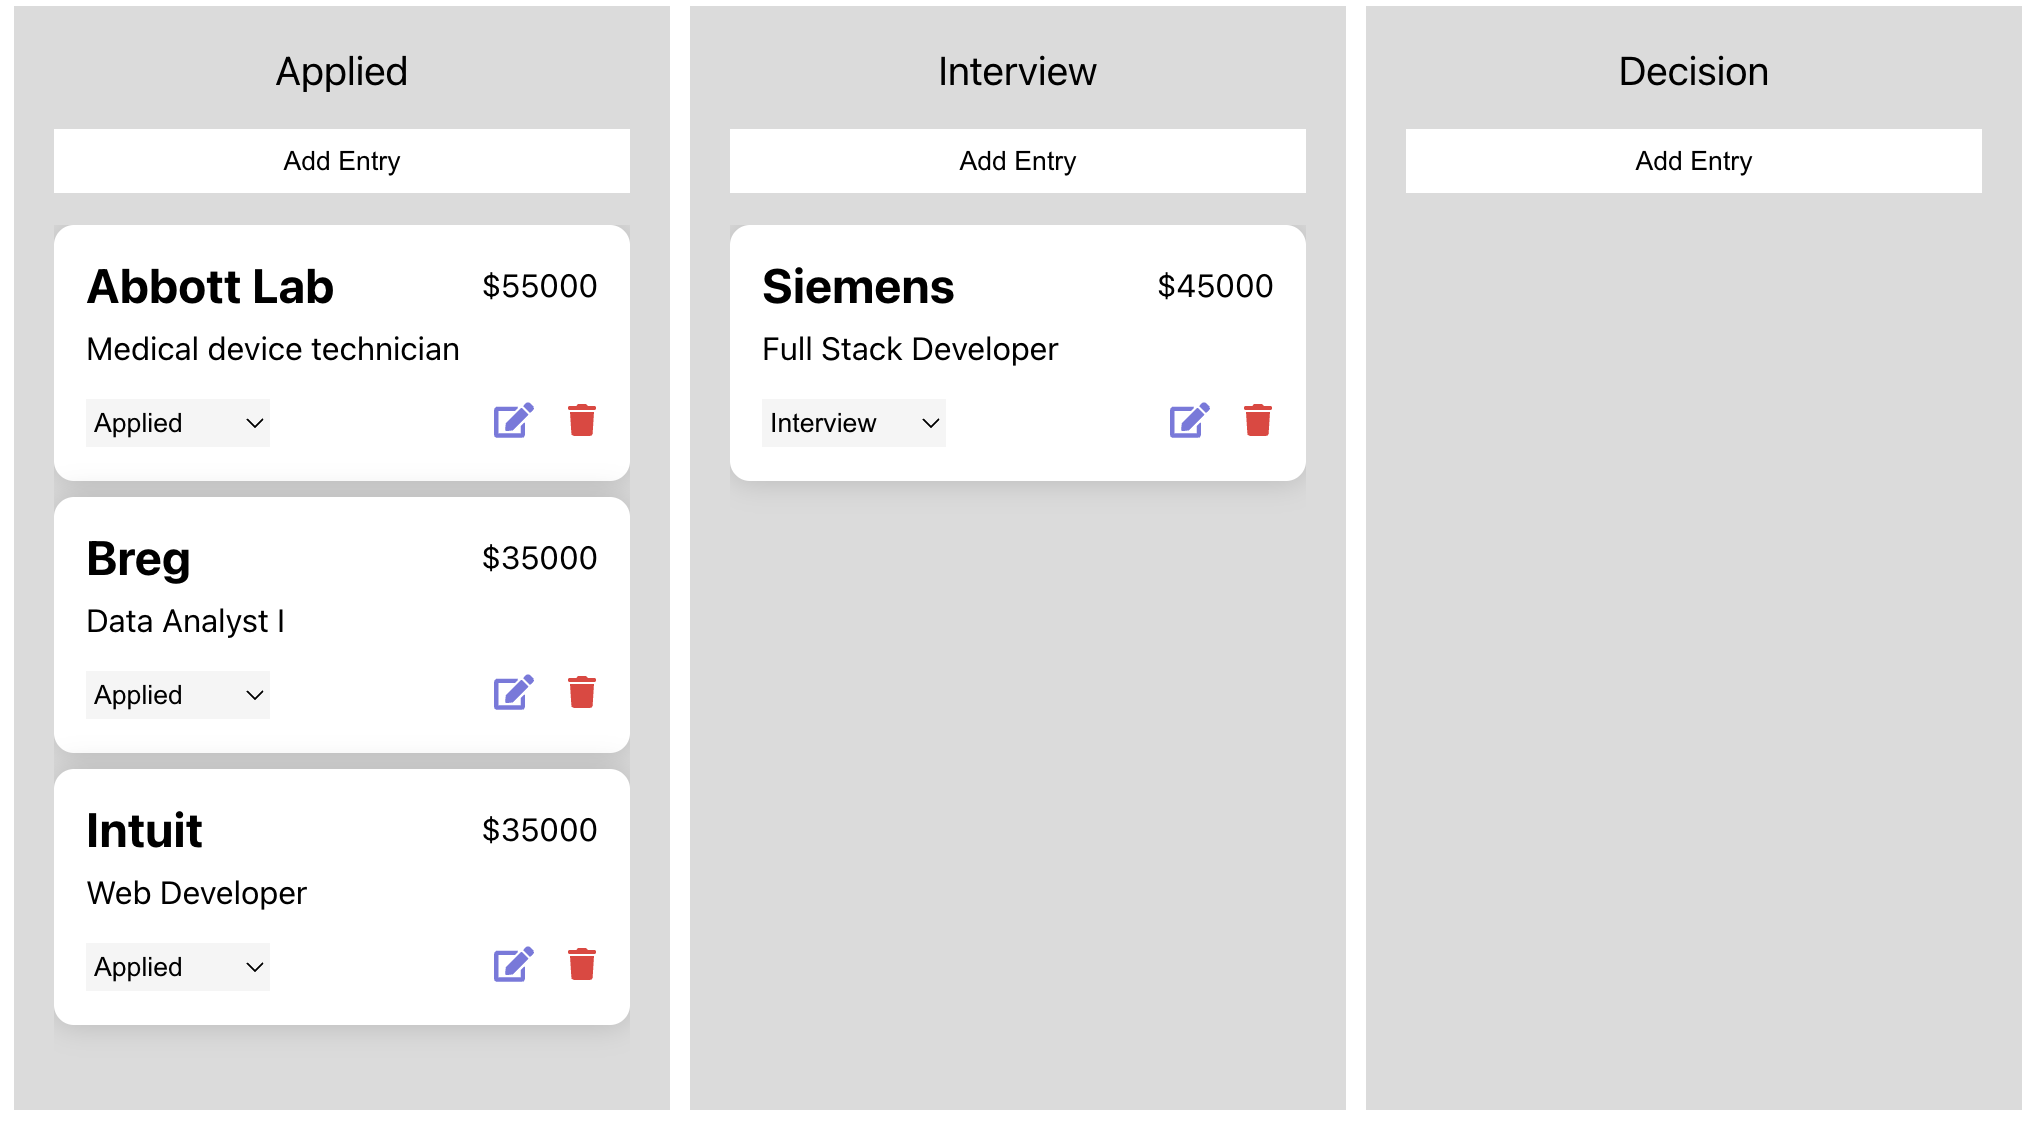 Applied
Add Entry
Abbott Lab
$55000
Medical device technician
Applied
Breg
$35000
Data Analyst I
Applied
Intuit
$35000
Web Developer
Applied
Interview
Add Entry
Siemens
$45000
Full Stack Developer
Interview
Decision
Add Entry